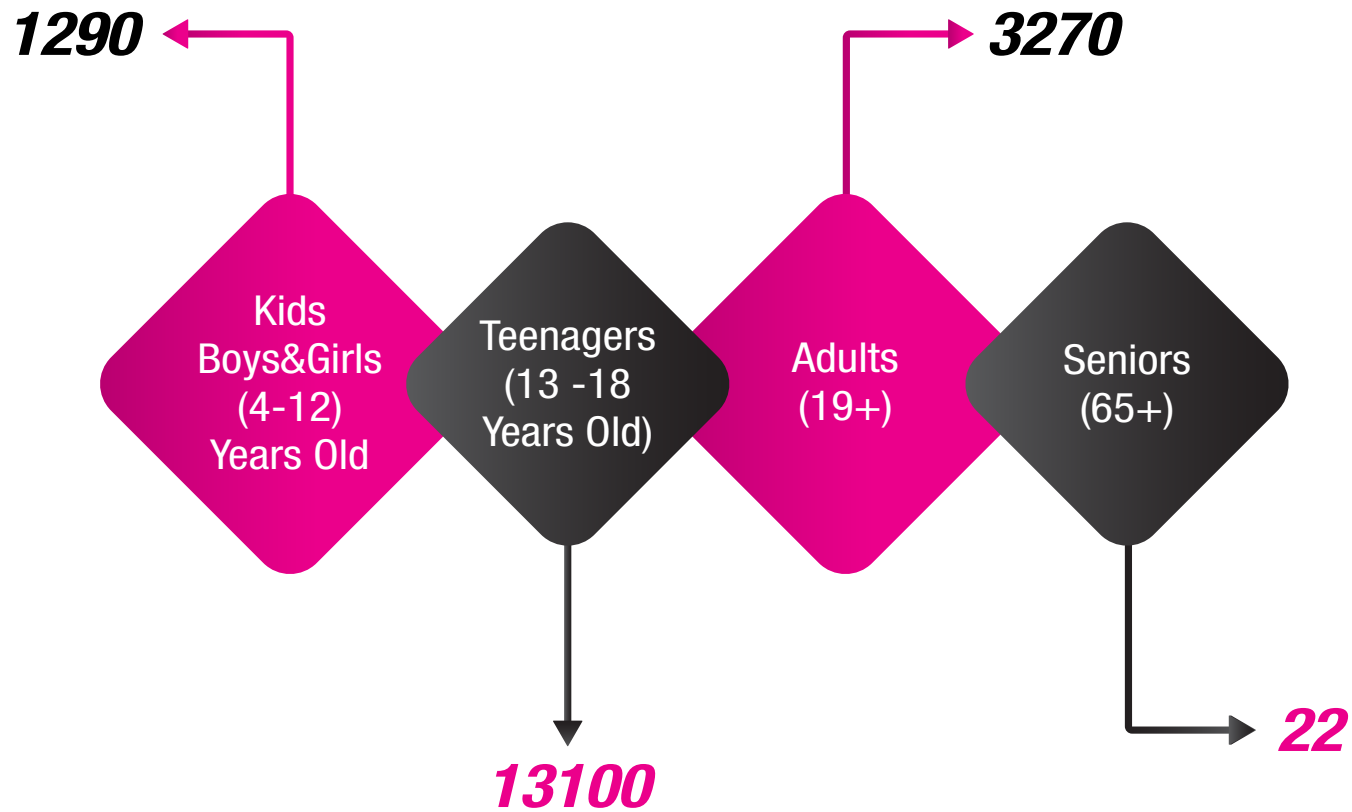 1290
3270
Kids
Boys&Girls
(4-12)
Years Old
Teenagers
(13 -18
Years Old)
Adults
(19+)
Seniors
(65+)
13100
22